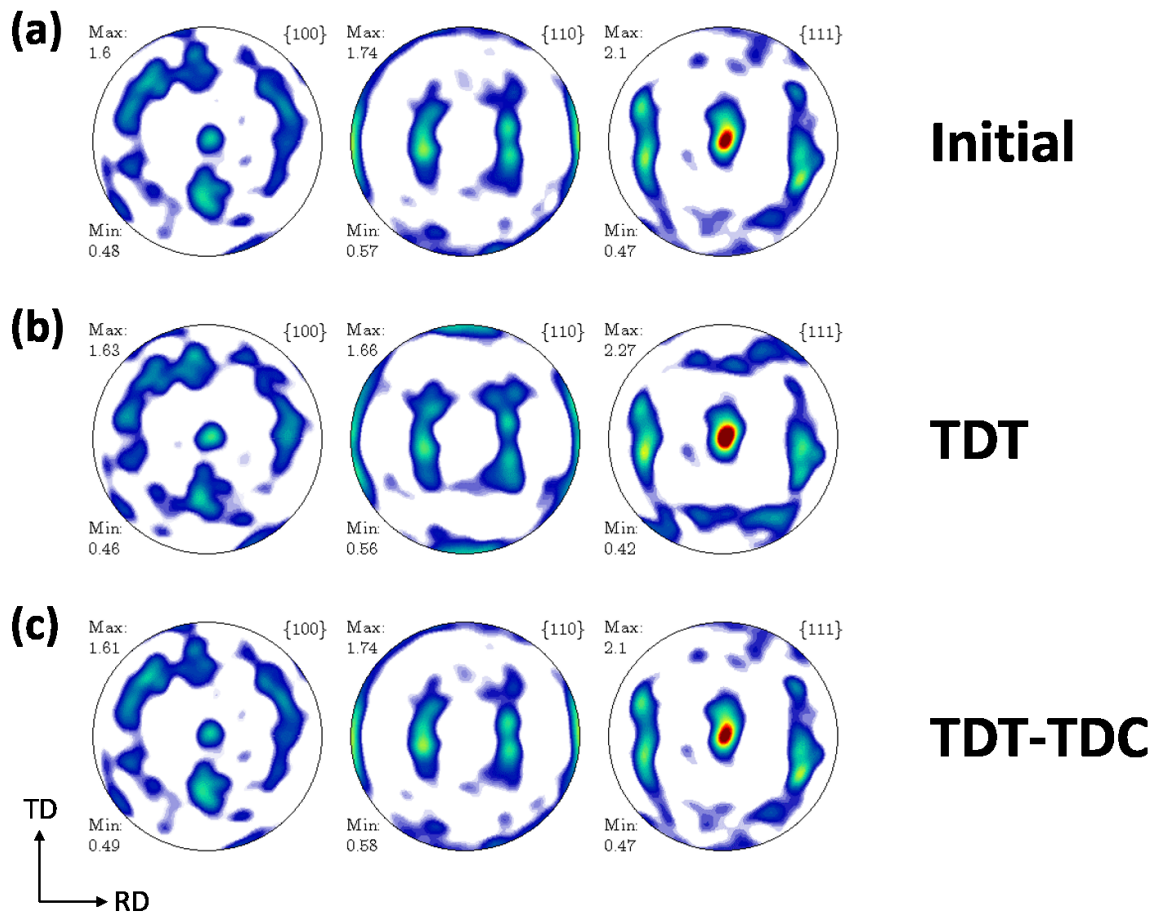 (a)
Max:
1.6
{100}
Min:
0.48
Max:
1.74
{110}
Min:
0.57
Max:
2.1
{111}
Min:
0.47
Initial
(b)
Max:
1.63
{100}
Min:
0.46
Max:
1.66
{110}
Min:
0.56
Max:
2.27
{111}
Min:
0.42
TDT
(c)
Max:
1.61
{100}
Min:
0.49
Max:
1.74
{110}
Min:
0.58
Max:
2.1
{111}
Min:
0.47
TDT-TDC
TD
RD